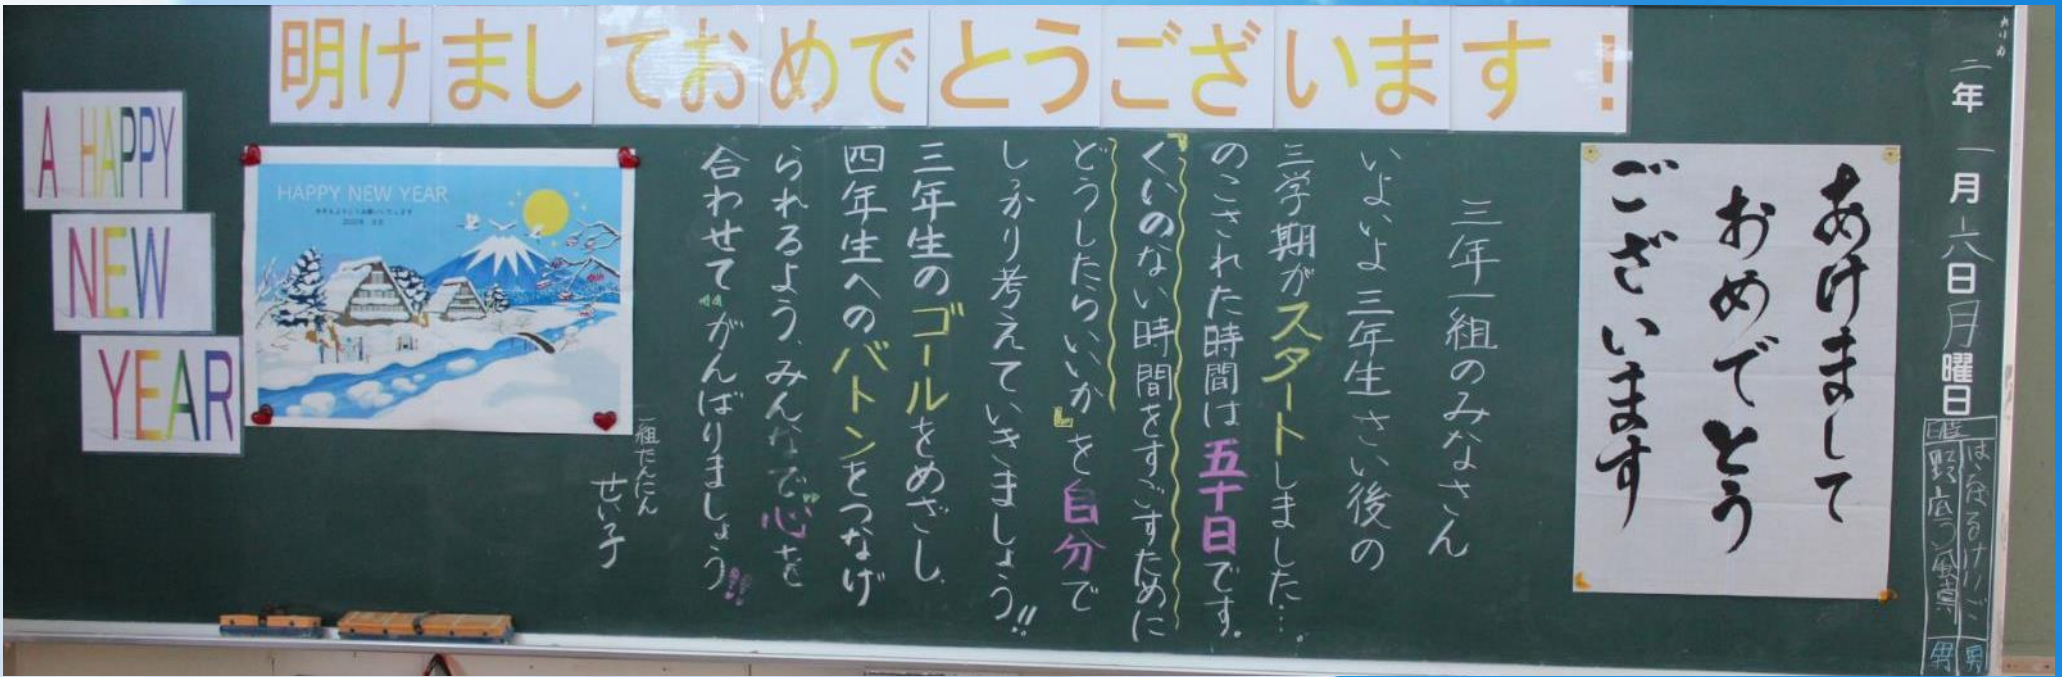 明けましておめでとうございます！
A HAPPY
NEW
YEAR
HAPPY NEW YEAR
あけまして
おめでとう
ございます
二年 一月 六日 月曜日
日直
三年一組のみなさん
いよいよ三年生さい後の
三学期がスタートしました…。
のこされた時間は五十日です。
『くいのない時間をすごすために
どうしたらいいか』を自分で
しっかり考えていきましょう!!
三年生のゴールをめざし、
四年生へのバトンをつなげ
られるよう、みんなで"心を
合わせて"がんばりましょう!!
一組たんにん
せい子